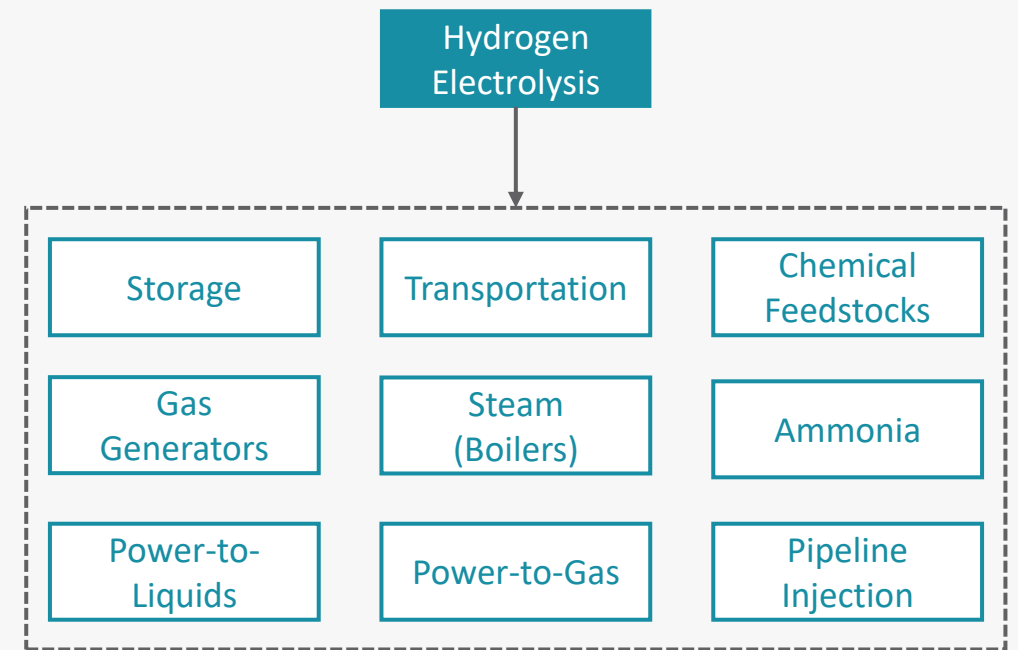 Hydrogen
Electrolysis
Storage
Transportation
Chemical
Feedstocks
Gas
Generators
Steam
(Boilers)
Ammonia
Power-to-
Liquids
Power-to-Gas
Pipeline
Injection